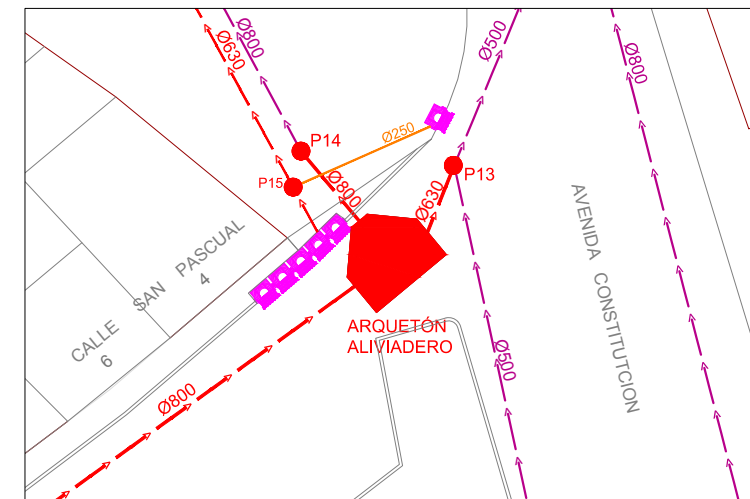 Ø630
Ø800
Ø500
Ø800
Ø250
P14
P13
P15
Ø800
Ø630
CALLE SAN PASCUAL
4
6
AVENIDA CONSTITUTCION
ARQUETÓN
ALIVIADERO
Ø500
Ø800